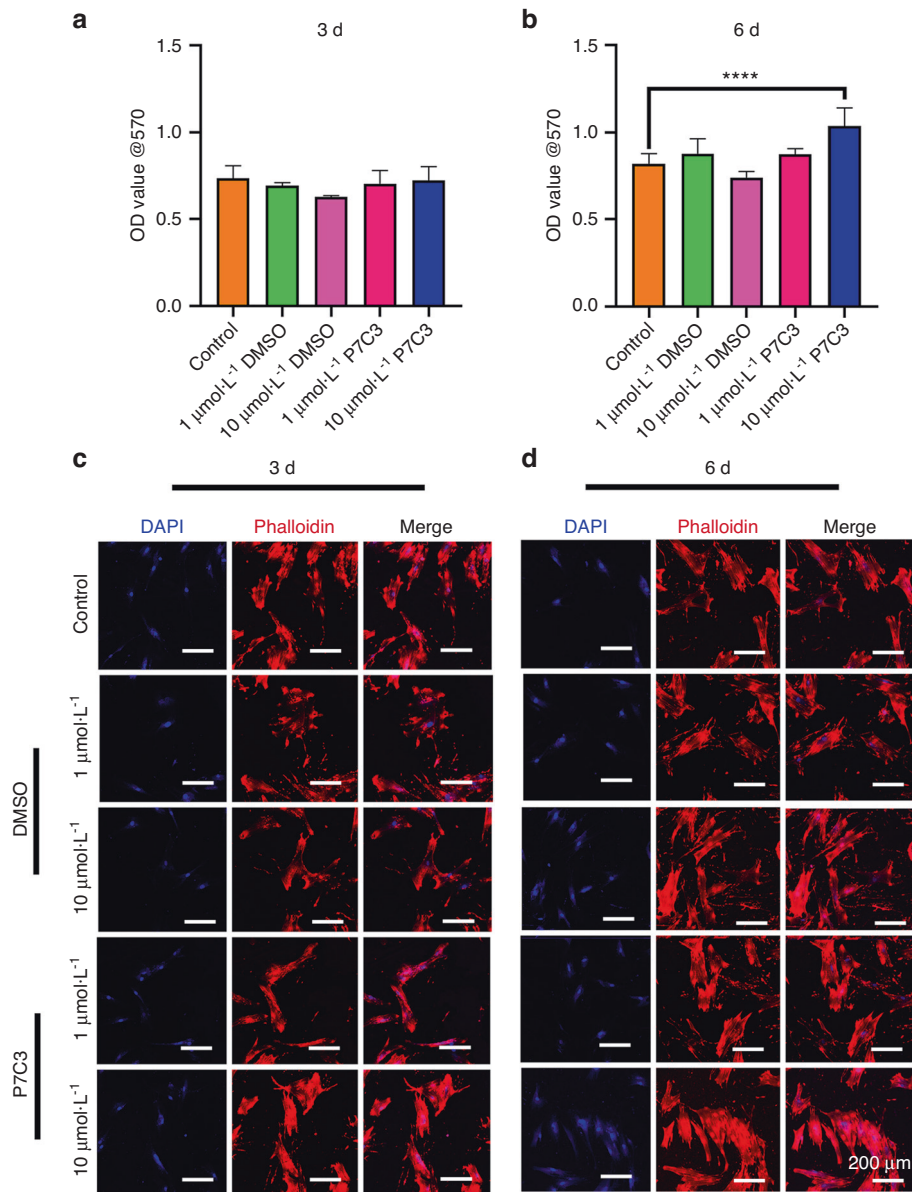 a
3 d
OD value @570
1.5
1.0
0.5
0.0
Control
1 µmol·L⁻¹ DMSO
10 µmol·L⁻¹ DMSO
1 µmol·L⁻¹ P7C3
10 µmol·L⁻¹ P7C3
b
6 d
OD value @570
1.5
1.0
0.5
0.0
****
Control
1 µmol·L⁻¹ DMSO
10 µmol·L⁻¹ DMSO
1 µmol·L⁻¹ P7C3
10 µmol·L⁻¹ P7C3
c
3 d
DAPI Phalloidin Merge
Control
DMSO
1 µmol·L⁻¹
10 µmol·L⁻¹
P7C3
1 µmol·L⁻¹
10 µmol·L⁻¹
d
6 d
DAPI Phalloidin Merge
200 µm